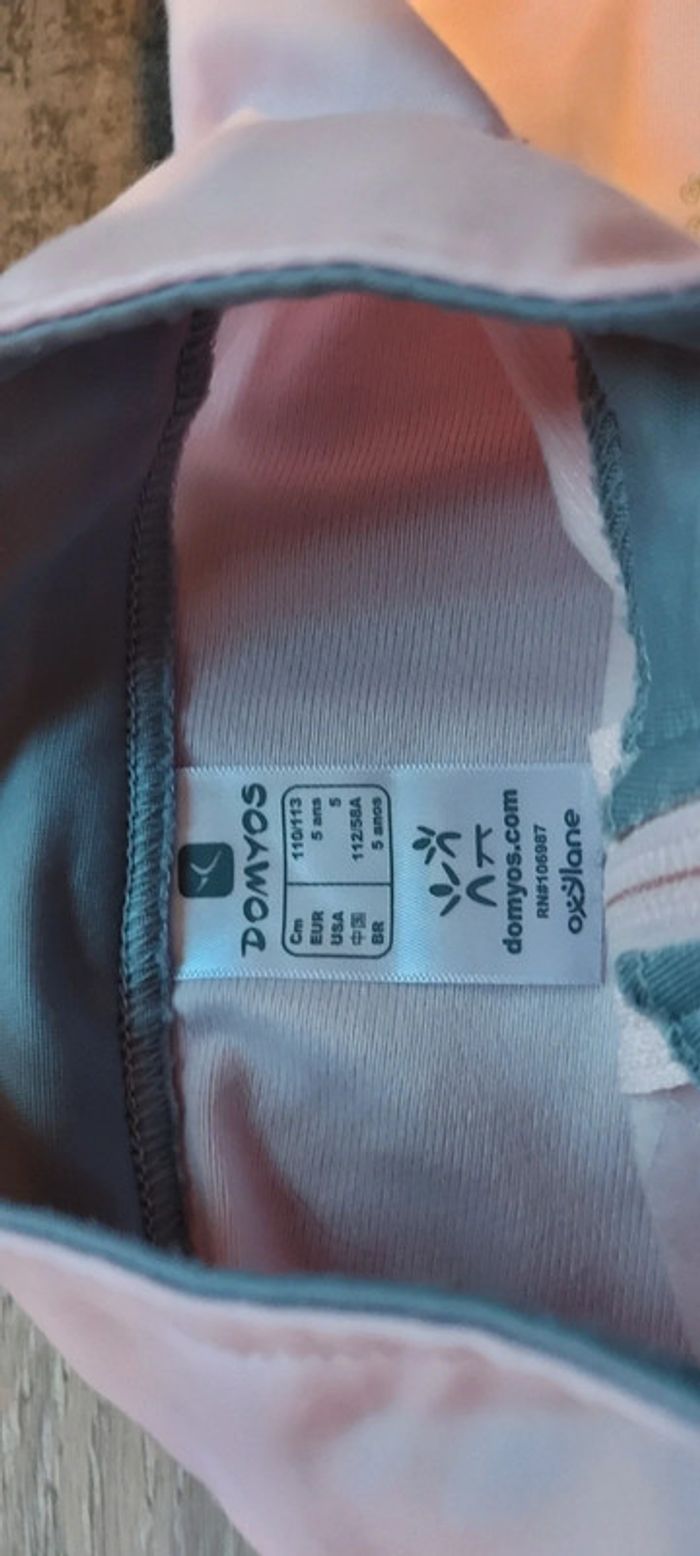 DOMYOS
Cm 110/113
EUR 5 ans
USA 5
中国 112/58A
BR 5 anos
domyos.com
RN#106987
oxylane